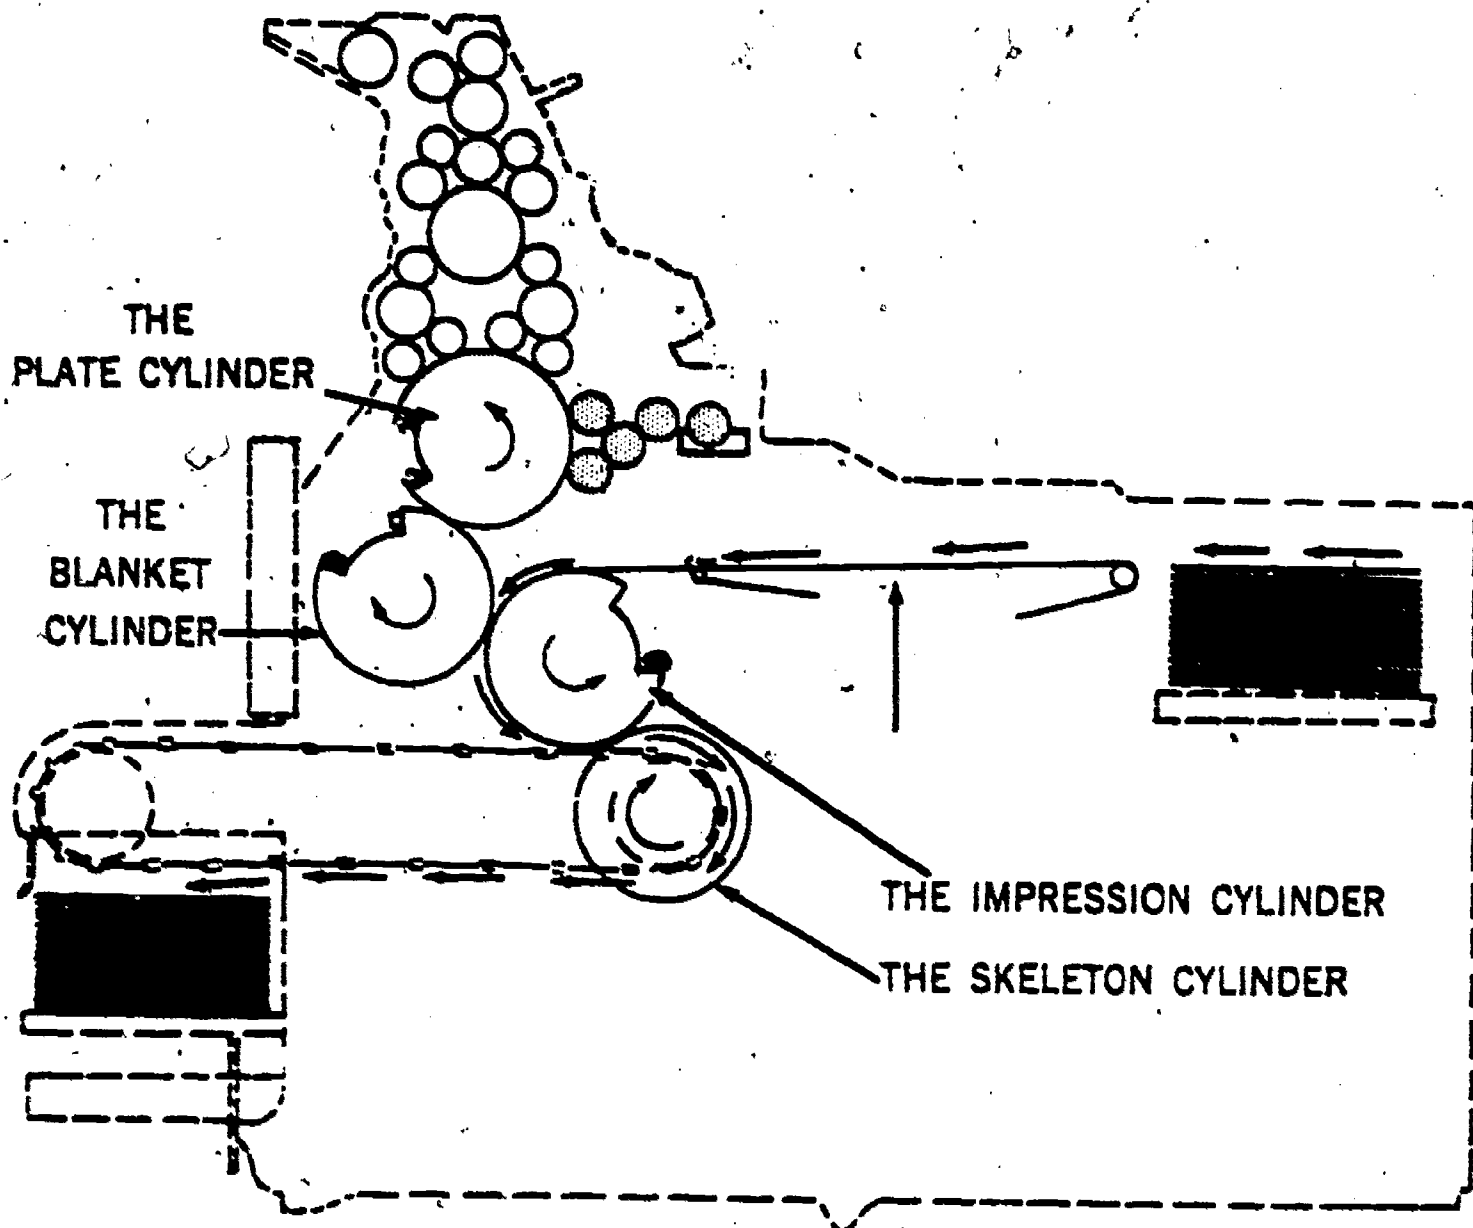 THE
PLATE CYLINDER
THE
BLANKET
CYLINDER
THE IMPRESSION CYLINDER
THE SKELETON CYLINDER